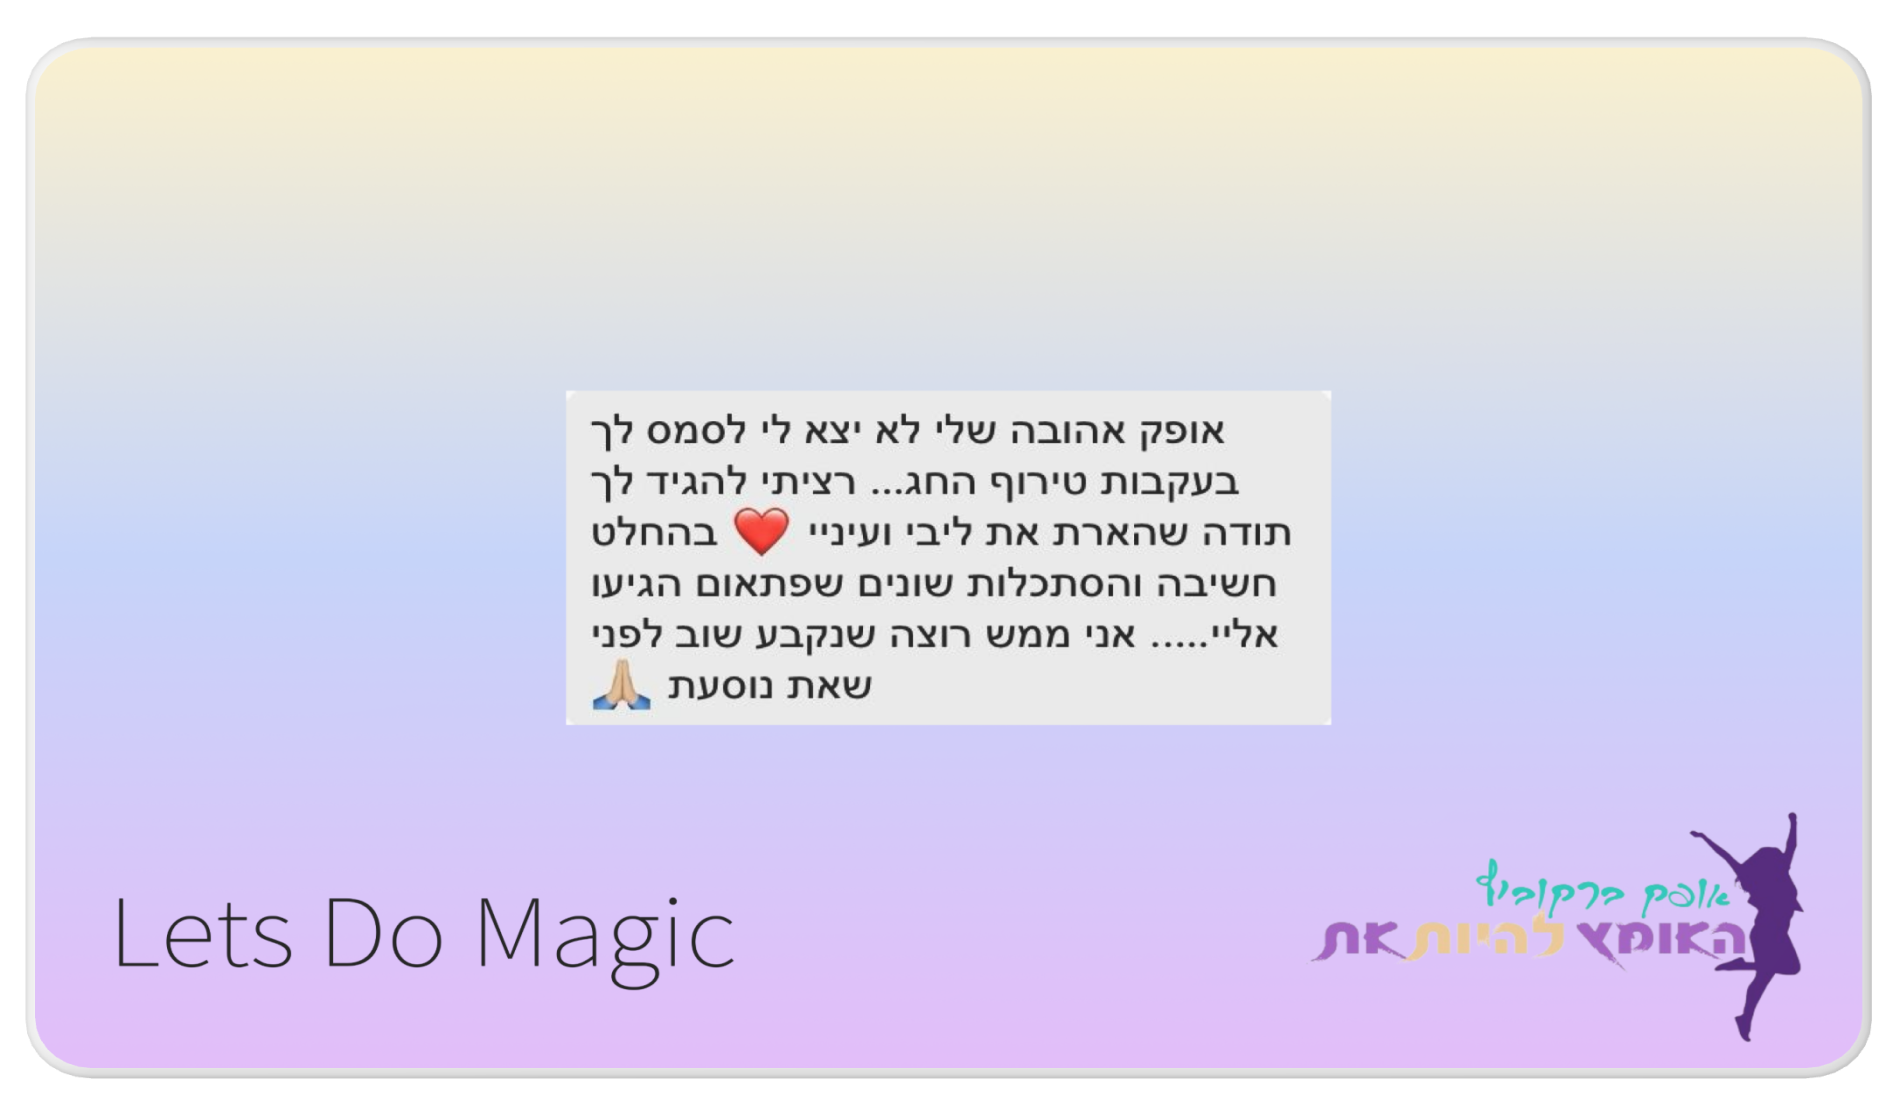 אופק אהובה שלי לא יצא לי לסמס לך
בעקבות טירוף החג... רציתי להגיד לך
תודה שהארת את ליבי ועיניי ❤️ בהחלט
חשיבה והסתכלות שונים שפתאום הגיעו
אליי..... אני ממש רוצה שנקבע שוב לפני
שאת נוסעת 🙏🏼
Lets Do Magic
אופק ברקוביץ
האומץ להיות את